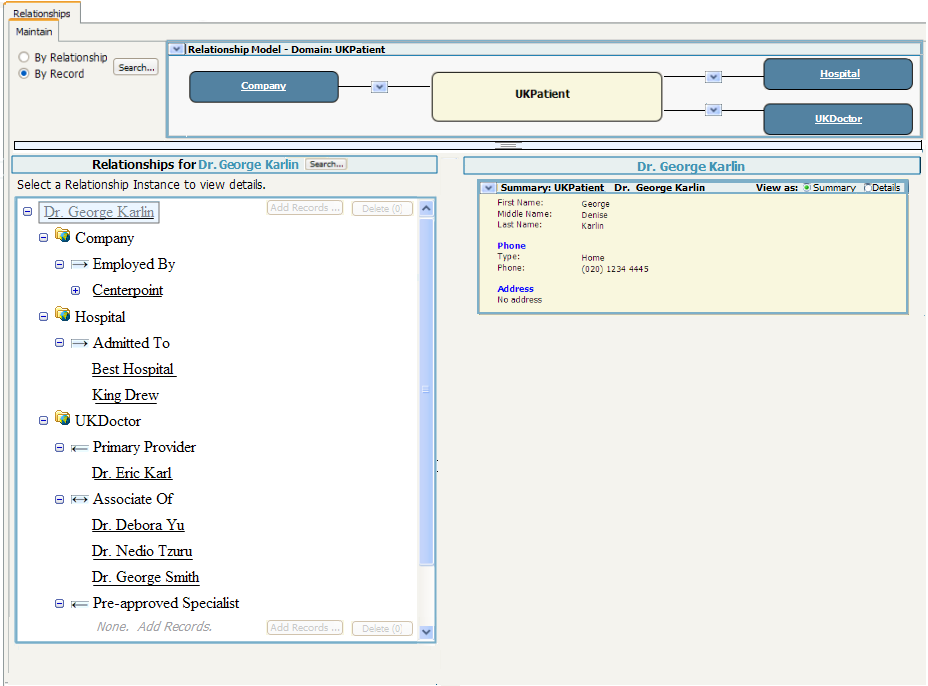 Relationships
Maintain
By Relationship
By Record
Search...
Relationship Model - Domain: UKPatient
Company
UKPatient
Hospital
UKDoctor
Relationships for Dr. George Karlin Search...
Select a Relationship Instance to view details.
Dr. George Karlin
Add Records ... Delete (0)
Company
Employed By
Centerpoint
Hospital
Admitted To
Best Hospital
King Drew
UKDoctor
Primary Provider
Dr. Eric Karl
Associate Of
Dr. Debora Yu
Dr. Nedio Tzuru
Dr. George Smith
Pre-approved Specialist
None. Add Records.
Add Records ... Delete (0)
Dr. George Karlin
Summary: UKPatient Dr. George Karlin View as: Summary Details
First Name: George
Middle Name: Denise
Last Name: Karlin
Phone
Type: Home
Phone: (020) 1234 4445
Address
No address